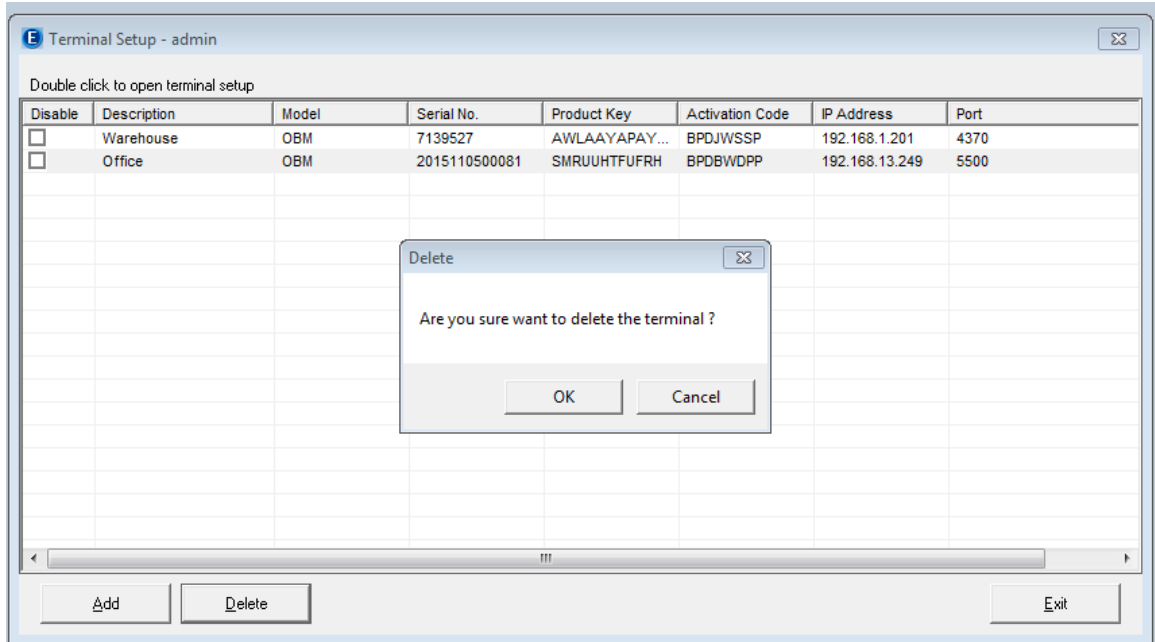 E Terminal Setup - admin
Double click to open terminal setup
Disable Description Model Serial No. Product Key Activation Code IP Address Port
Warehouse OBM 7139527 AWLAAYAPAY... BPDJWSSP 192.168.1.201 4370
Office OBM 2015110500081 SMRUUHTFUFRH BPDBWDPP 192.168.13.249 5500
Delete
Are you sure want to delete the terminal ?
OK Cancel
Add Delete Exit